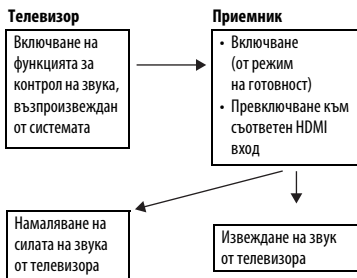 Телевизор
Включване на
функцията за
контрол на звука,
възпроизвеждан
от системата
Приемник
• Включване
(от режим
на готовност)
• Превключване към
съответен HDMI
вход
Намаляване на
силата на звука
от телевизора
Извеждане на звук
от телевизора